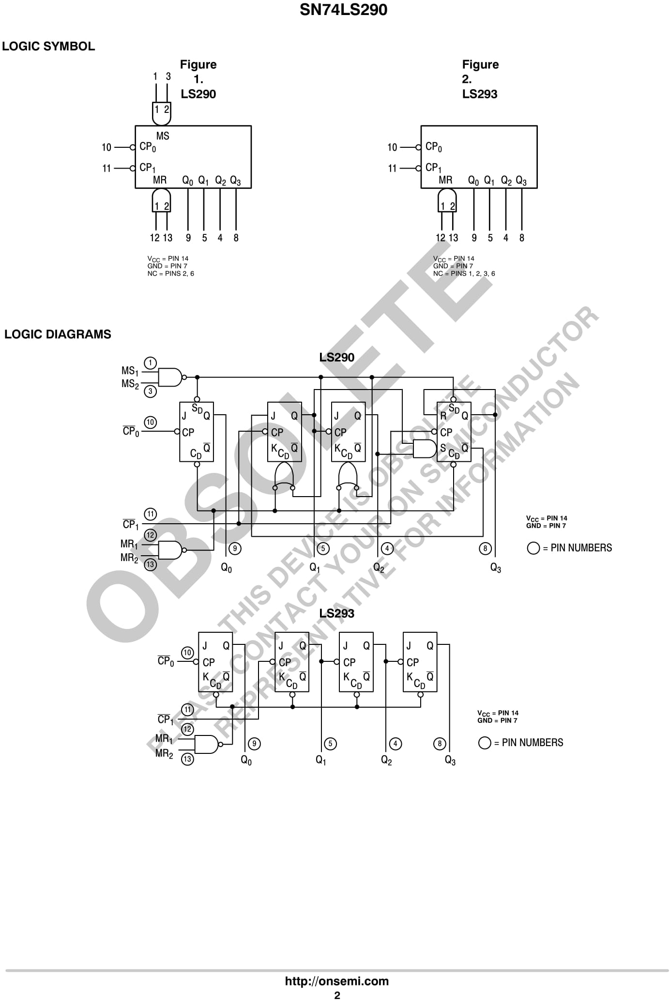 SN74LS290
LOGIC SYMBOL
Figure
1.
LS290
1 3
1 2
MS
10 CP0
11 CP1
MR Q0 Q1 Q2 Q3
1 2
12 13 9 5 4 8
VCC = PIN 14
GND = PIN 7
NC = PINS 2, 6
Figure
2.
LS293
10 CP0
11 CP1
MR Q0 Q1 Q2 Q3
1 2
12 13 9 5 4 8
VCC = PIN 14
GND = PIN 7
NC = PINS 1, 2, 3, 6
LOGIC DIAGRAMS
LS290
1
MS1
MS2
3
SD
J Q J Q J Q R SD Q
10
C̅P̅0 CP CP CP CP
CD Q̅ K CD Q̅ K CD Q̅ S CD Q̅
11
C̅P̅1
12
MR1
MR2
13
9 5 4 8
Q0 Q1 Q2 Q3
VCC = PIN 14
GND = PIN 7
= PIN NUMBERS
LS293
J Q J Q J Q J Q
10
C̅P̅0 CP CP CP CP
K CD Q̅ K CD Q̅ K CD Q̅ K CD Q̅
11
C̅P̅1
12
MR1
MR2
13
9 5 4 8
Q0 Q1 Q2 Q3
VCC = PIN 14
GND = PIN 7
= PIN NUMBERS
OBSOLETE
THIS DEVICE IS OBSOLETE
PLEASE CONTACT YOUR ON SEMICONDUCTOR
REPRESENTATIVE FOR INFORMATION
http://onsemi.com
2